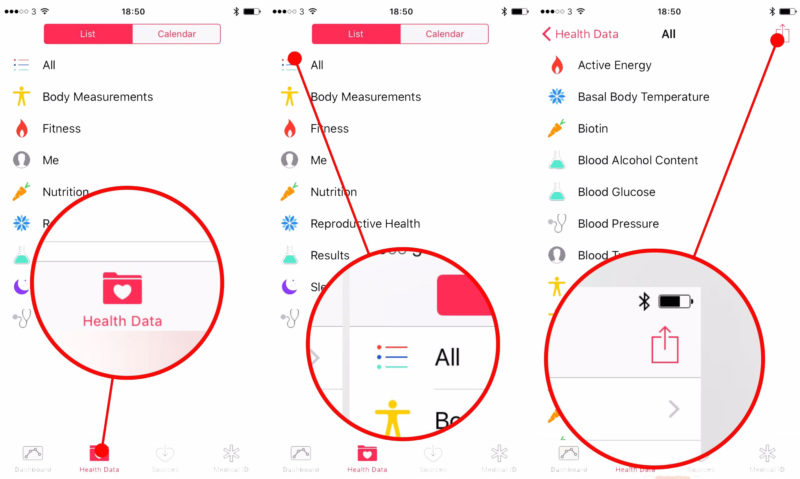 ●●●○○ 3 18:50
List Calendar
All
Body Measurements
Fitness
Me
Nutrition
Health Data
Dashboard Health Data Sources Medical ID
●●●○○ 3 18:50
List Calendar
All
Body Measurements
Fitness
Me
Nutrition
Reproductive Health
Results
All
Dashboard Health Data Sources Medical ID
●●●○○ 3 18:50
Health Data All
Active Energy
Basal Body Temperature
Biotin
Blood Alcohol Content
Blood Glucose
Blood Pressure
Blood
Dashboard Health Data Sources Medical ID